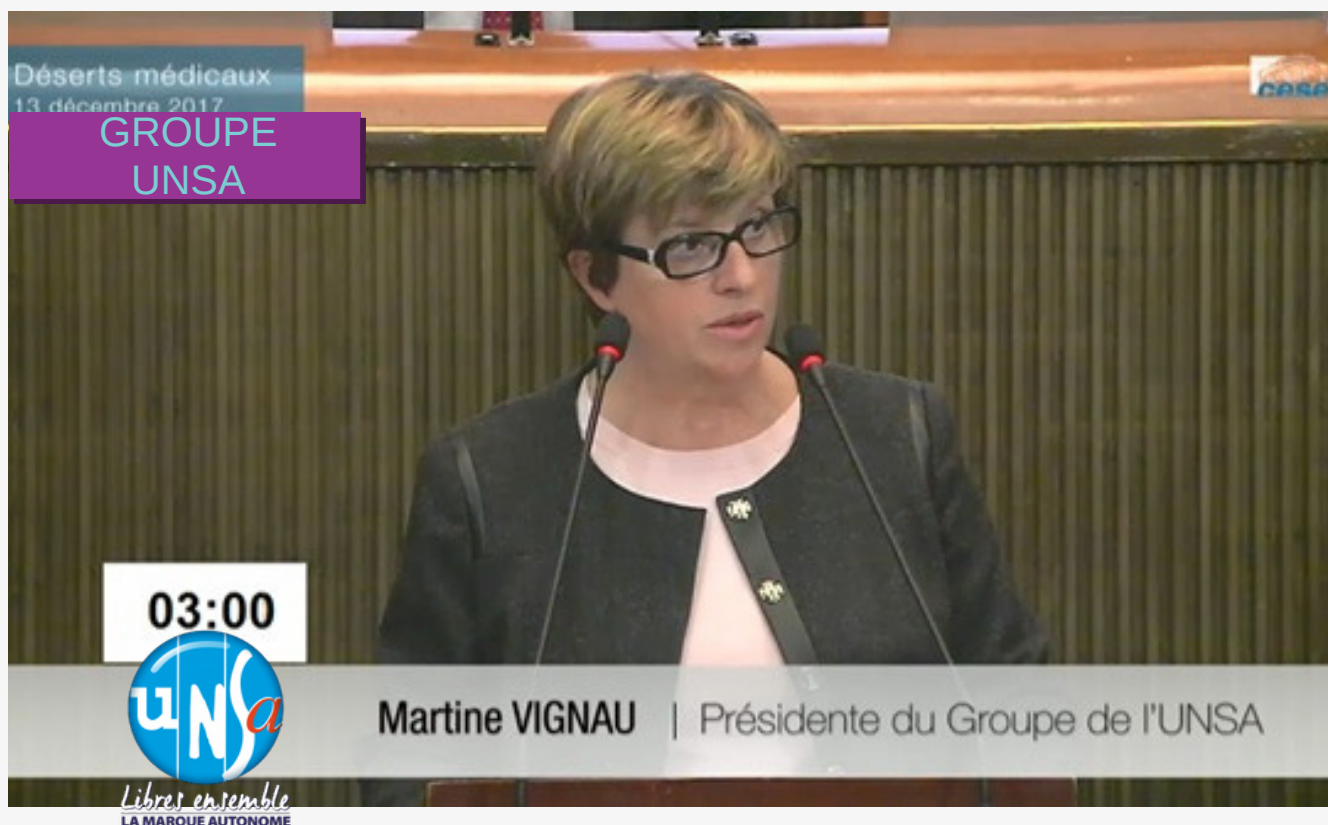 Déserts médicaux
13 décembre 2017
GROUPE
UNSA
cese
03:00
UNSa
Martine VIGNAU | Présidente du Groupe de l'UNSA
Libres ensemble
LA MARQUE AUTONOME